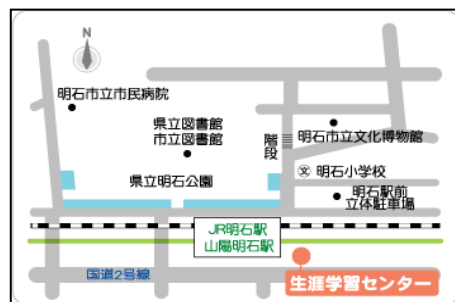 N
明石市立市民病院
県立図書館
市立図書館
階段
明石市立文化博物館
文 明石小学校
県立明石公園
明石駅前
立体駐車場
JR明石駅
山陽明石駅
国道2号線
生涯学習センター